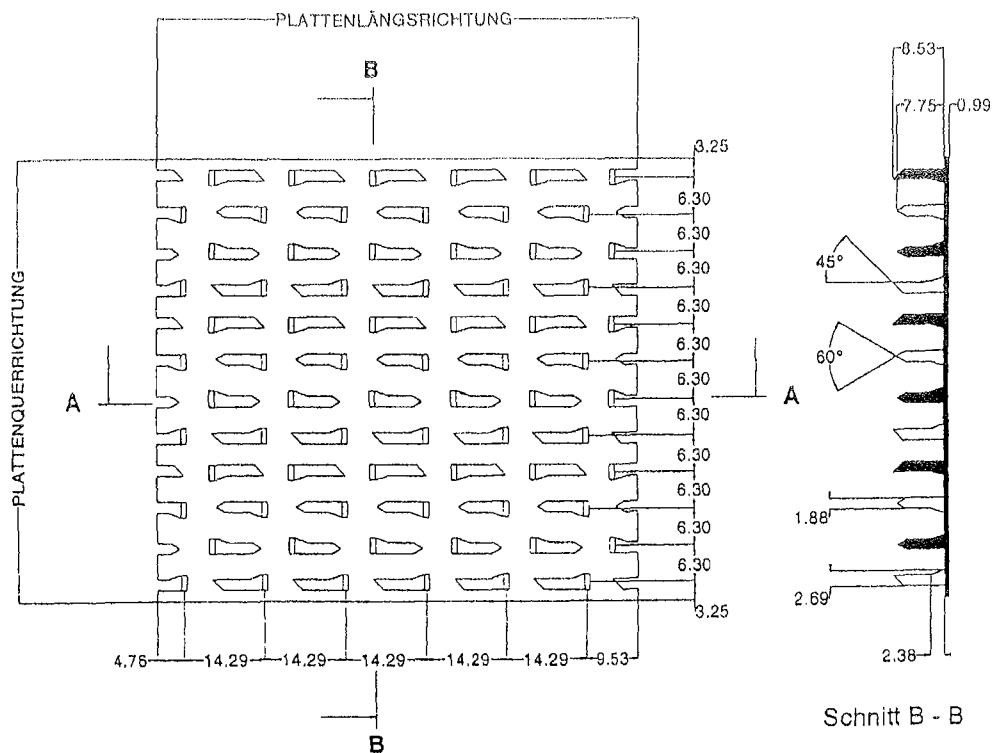 PLATTENLÄNGSRICHTUNG
B
PLATTENQUERRICHTUNG
A
A
3.25
6.30
6.30
6.30
6.30
6.30
6.30
6.30
6.30
6.30
6.30
6.30
3.25
4.76 14.29 14.29 14.29 14.29 14.29 9.53
B
8.53
7.75 0.99
45°
60°
1.88
2.69
2.38
Schnitt B - B